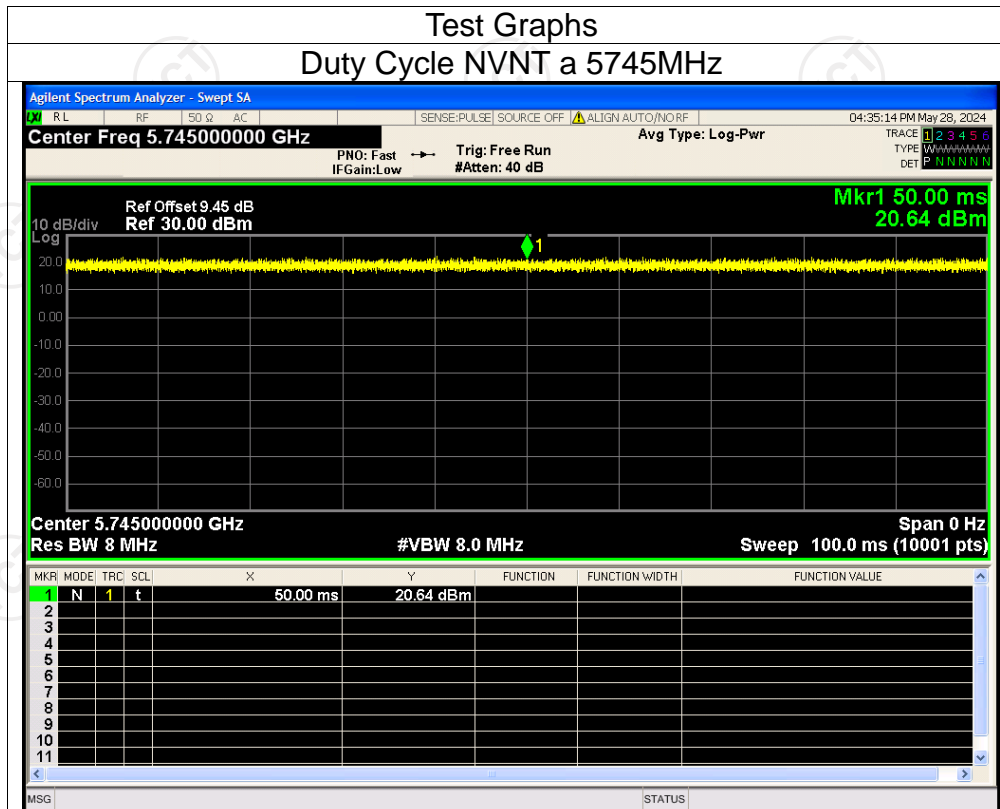 Test Graphs
Duty Cycle NVNT a 5745MHz
Agilent Spectrum Analyzer - Swept SA
LXI RL RF 50 Ω AC SENSE:PULSE SOURCE OFF ALIGN AUTO/NO RF 04:35:14 PM May 28, 2024
Center Freq 5.745000000 GHz Avg Type: Log-Pwr TRACE 1 2 3 4 5 6
PNO: Fast Trig: Free Run TYPE WWWWWW
IFGain:Low #Atten: 40 dB DET P N N N N N
Mkr1 50.00 ms
Ref Offset 9.45 dB
10 dB/div Ref 30.00 dBm 20.64 dBm
Log
1
20.0
10.0
0.00
-10.0
-20.0
-30.0
-40.0
-50.0
-60.0
Center 5.745000000 GHz Span 0 Hz
Res BW 8 MHz #VBW 8.0 MHz Sweep 100.0 ms (10001 pts)
MKR MODE TRC SCL X Y FUNCTION FUNCTION WIDTH FUNCTION VALUE
1 N 1 t 50.00 ms 20.64 dBm
2
3
4
5
6
7
8
9
10
11
MSG STATUS